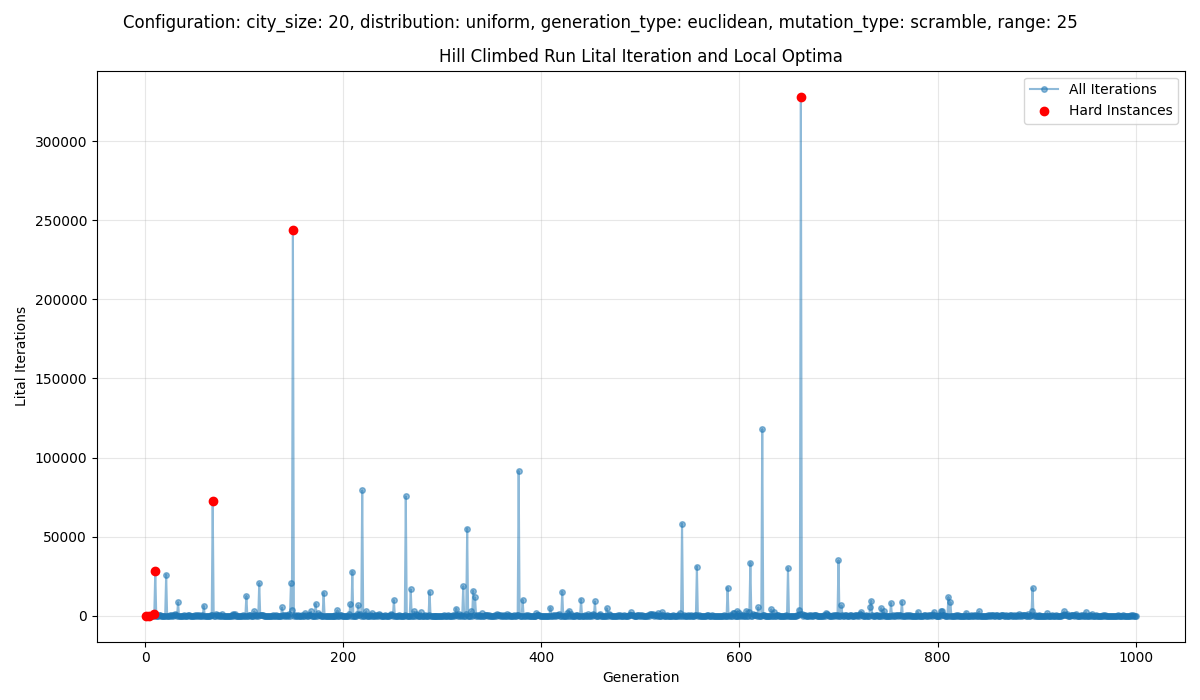 Configuration: city_size: 20, distribution: uniform, generation_type: euclidean, mutation_type: scramble, range: 25
Hill Climbed Run Lital Iteration and Local Optima
All Iterations
Hard Instances
300000
250000
200000
150000
100000
50000
0
Lital Iterations
0 200 400 600 800 1000
Generation